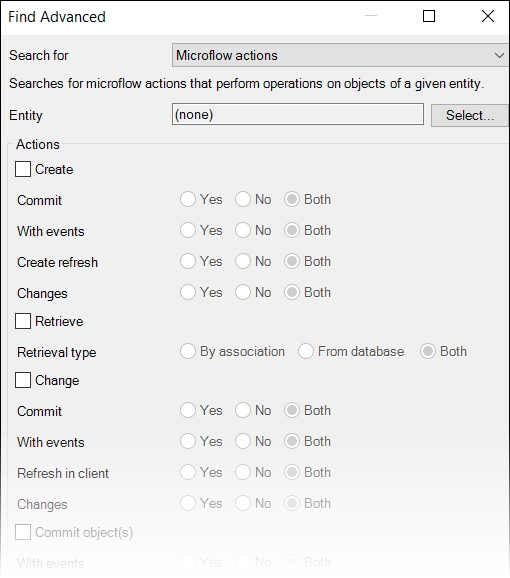 Find Advanced
Search for Microflow actions
Searches for microflow actions that perform operations on objects of a given entity.
Entity (none) Select...
Actions
Create
Commit Yes No Both
With events Yes No Both
Create refresh Yes No Both
Changes Yes No Both
Retrieve
Retrieval type By association From database Both
Change
Commit Yes No Both
With events Yes No Both
Refresh in client Yes No Both
Changes Yes No Both
Commit object(s)
With events Yes No Both